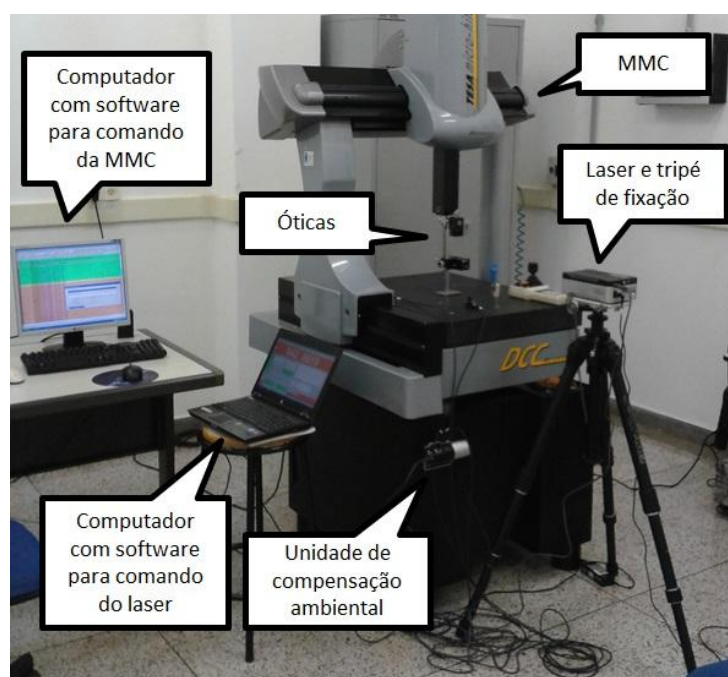 Computador
com software
para comando
da MMC
MMC
Laser e tripé
de fixação
Óticas
TESA
DCC
Computador
com software
para comando
do laser
Unidade de
compensação
ambiental